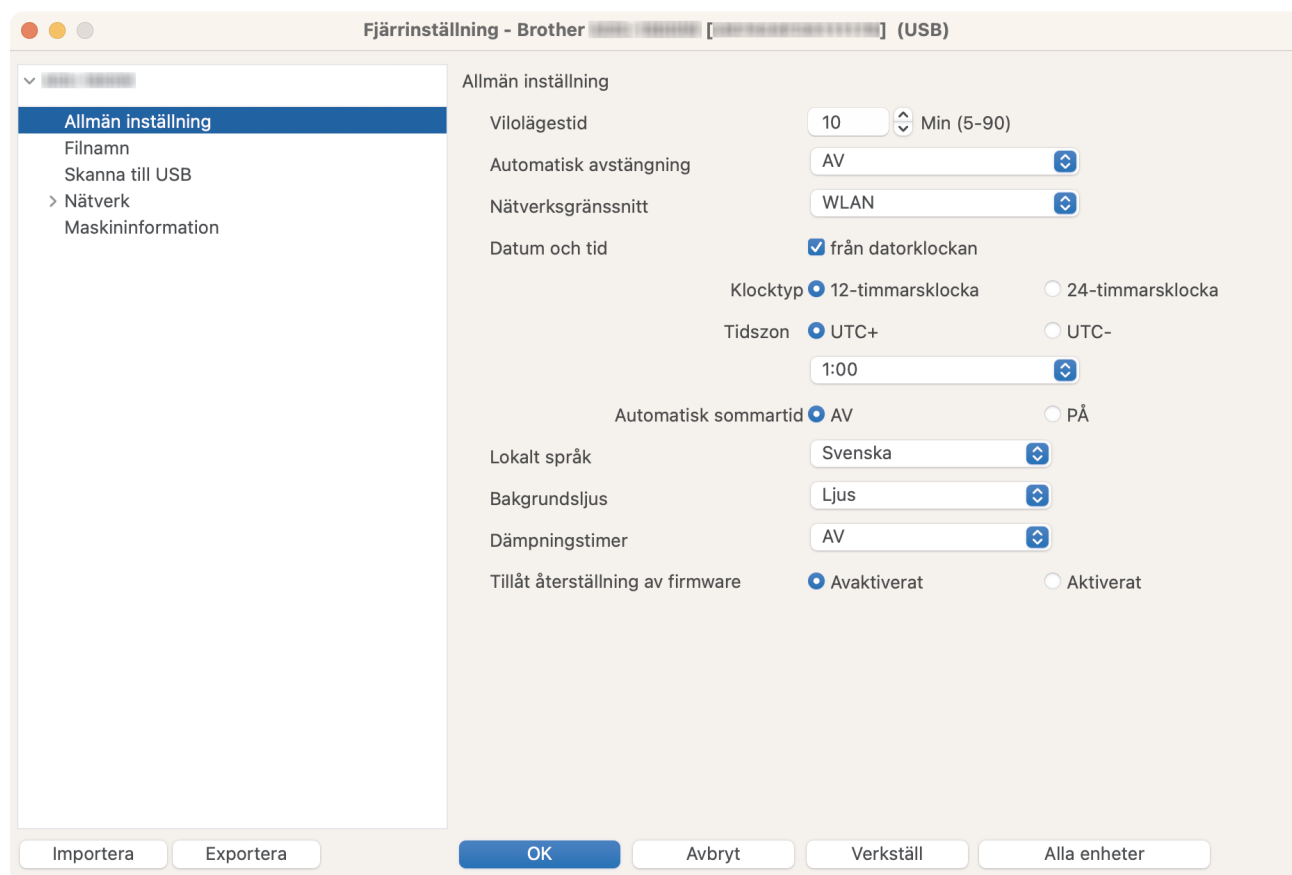 Fjärrinställning - Brother [ ] (USB)
Allmän inställning
Filnamn
Skanna till USB
Nätverk
Maskininformation
Allmän inställning
Vilolägestid 10 Min (5-90)
Automatisk avstängning AV
Nätverksgränssnitt WLAN
Datum och tid från datorklockan
Klocktyp 12-timmarsklocka 24-timmarsklocka
Tidszon UTC+ UTC-
1:00
Automatisk sommartid AV PÅ
Lokalt språk Svenska
Bakgrundsljus Ljus
Dämpningstimer AV
Tillåt återställning av firmware Avaktiverat Aktiverat
Importera Exportera OK Avbryt Verkställ Alla enheter